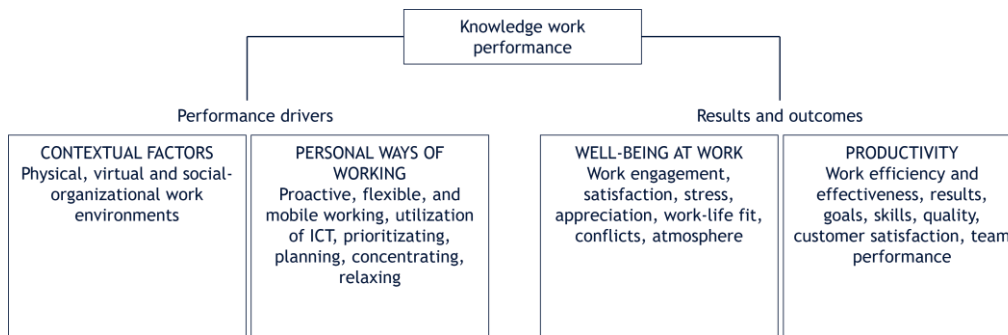 Knowledge work
performance
Performance drivers
Results and outcomes
CONTEXTUAL FACTORS
Physical, virtual and social-
organizational work
environments
PERSONAL WAYS OF
WORKING
Proactive, flexible, and
mobile working, utilization
of ICT, prioritizating,
planning, concentrating,
relaxing
WELL-BEING AT WORK
Work engagement,
satisfaction, stress,
appreciation, work-life fit,
conflicts, atmosphere
PRODUCTIVITY
Work efficiency and
effectiveness, results,
goals, skills, quality,
customer satisfaction, team
performance